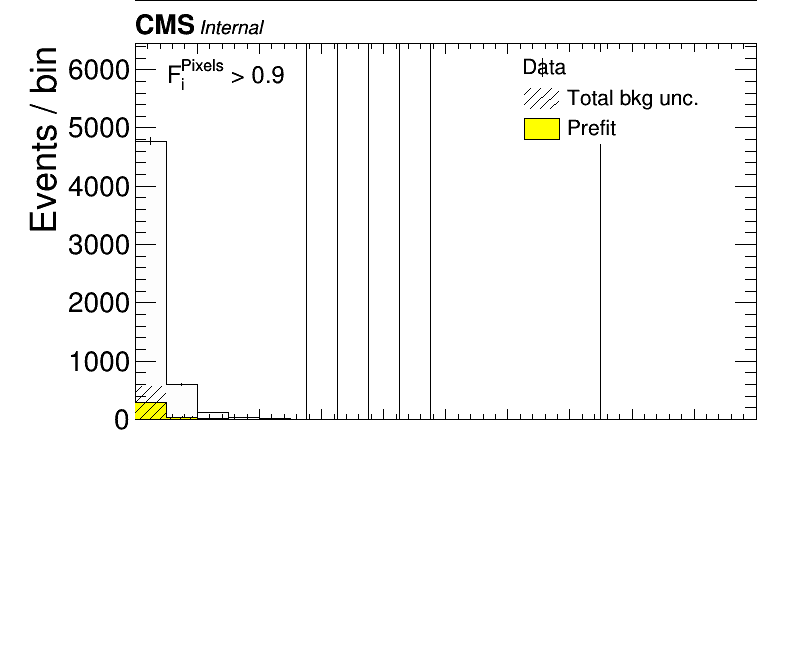 CMS Internal
Events / bin
6000
5000
4000
3000
2000
1000
0
F_i^Pixels > 0.9
Data
Total bkg unc.
Prefit